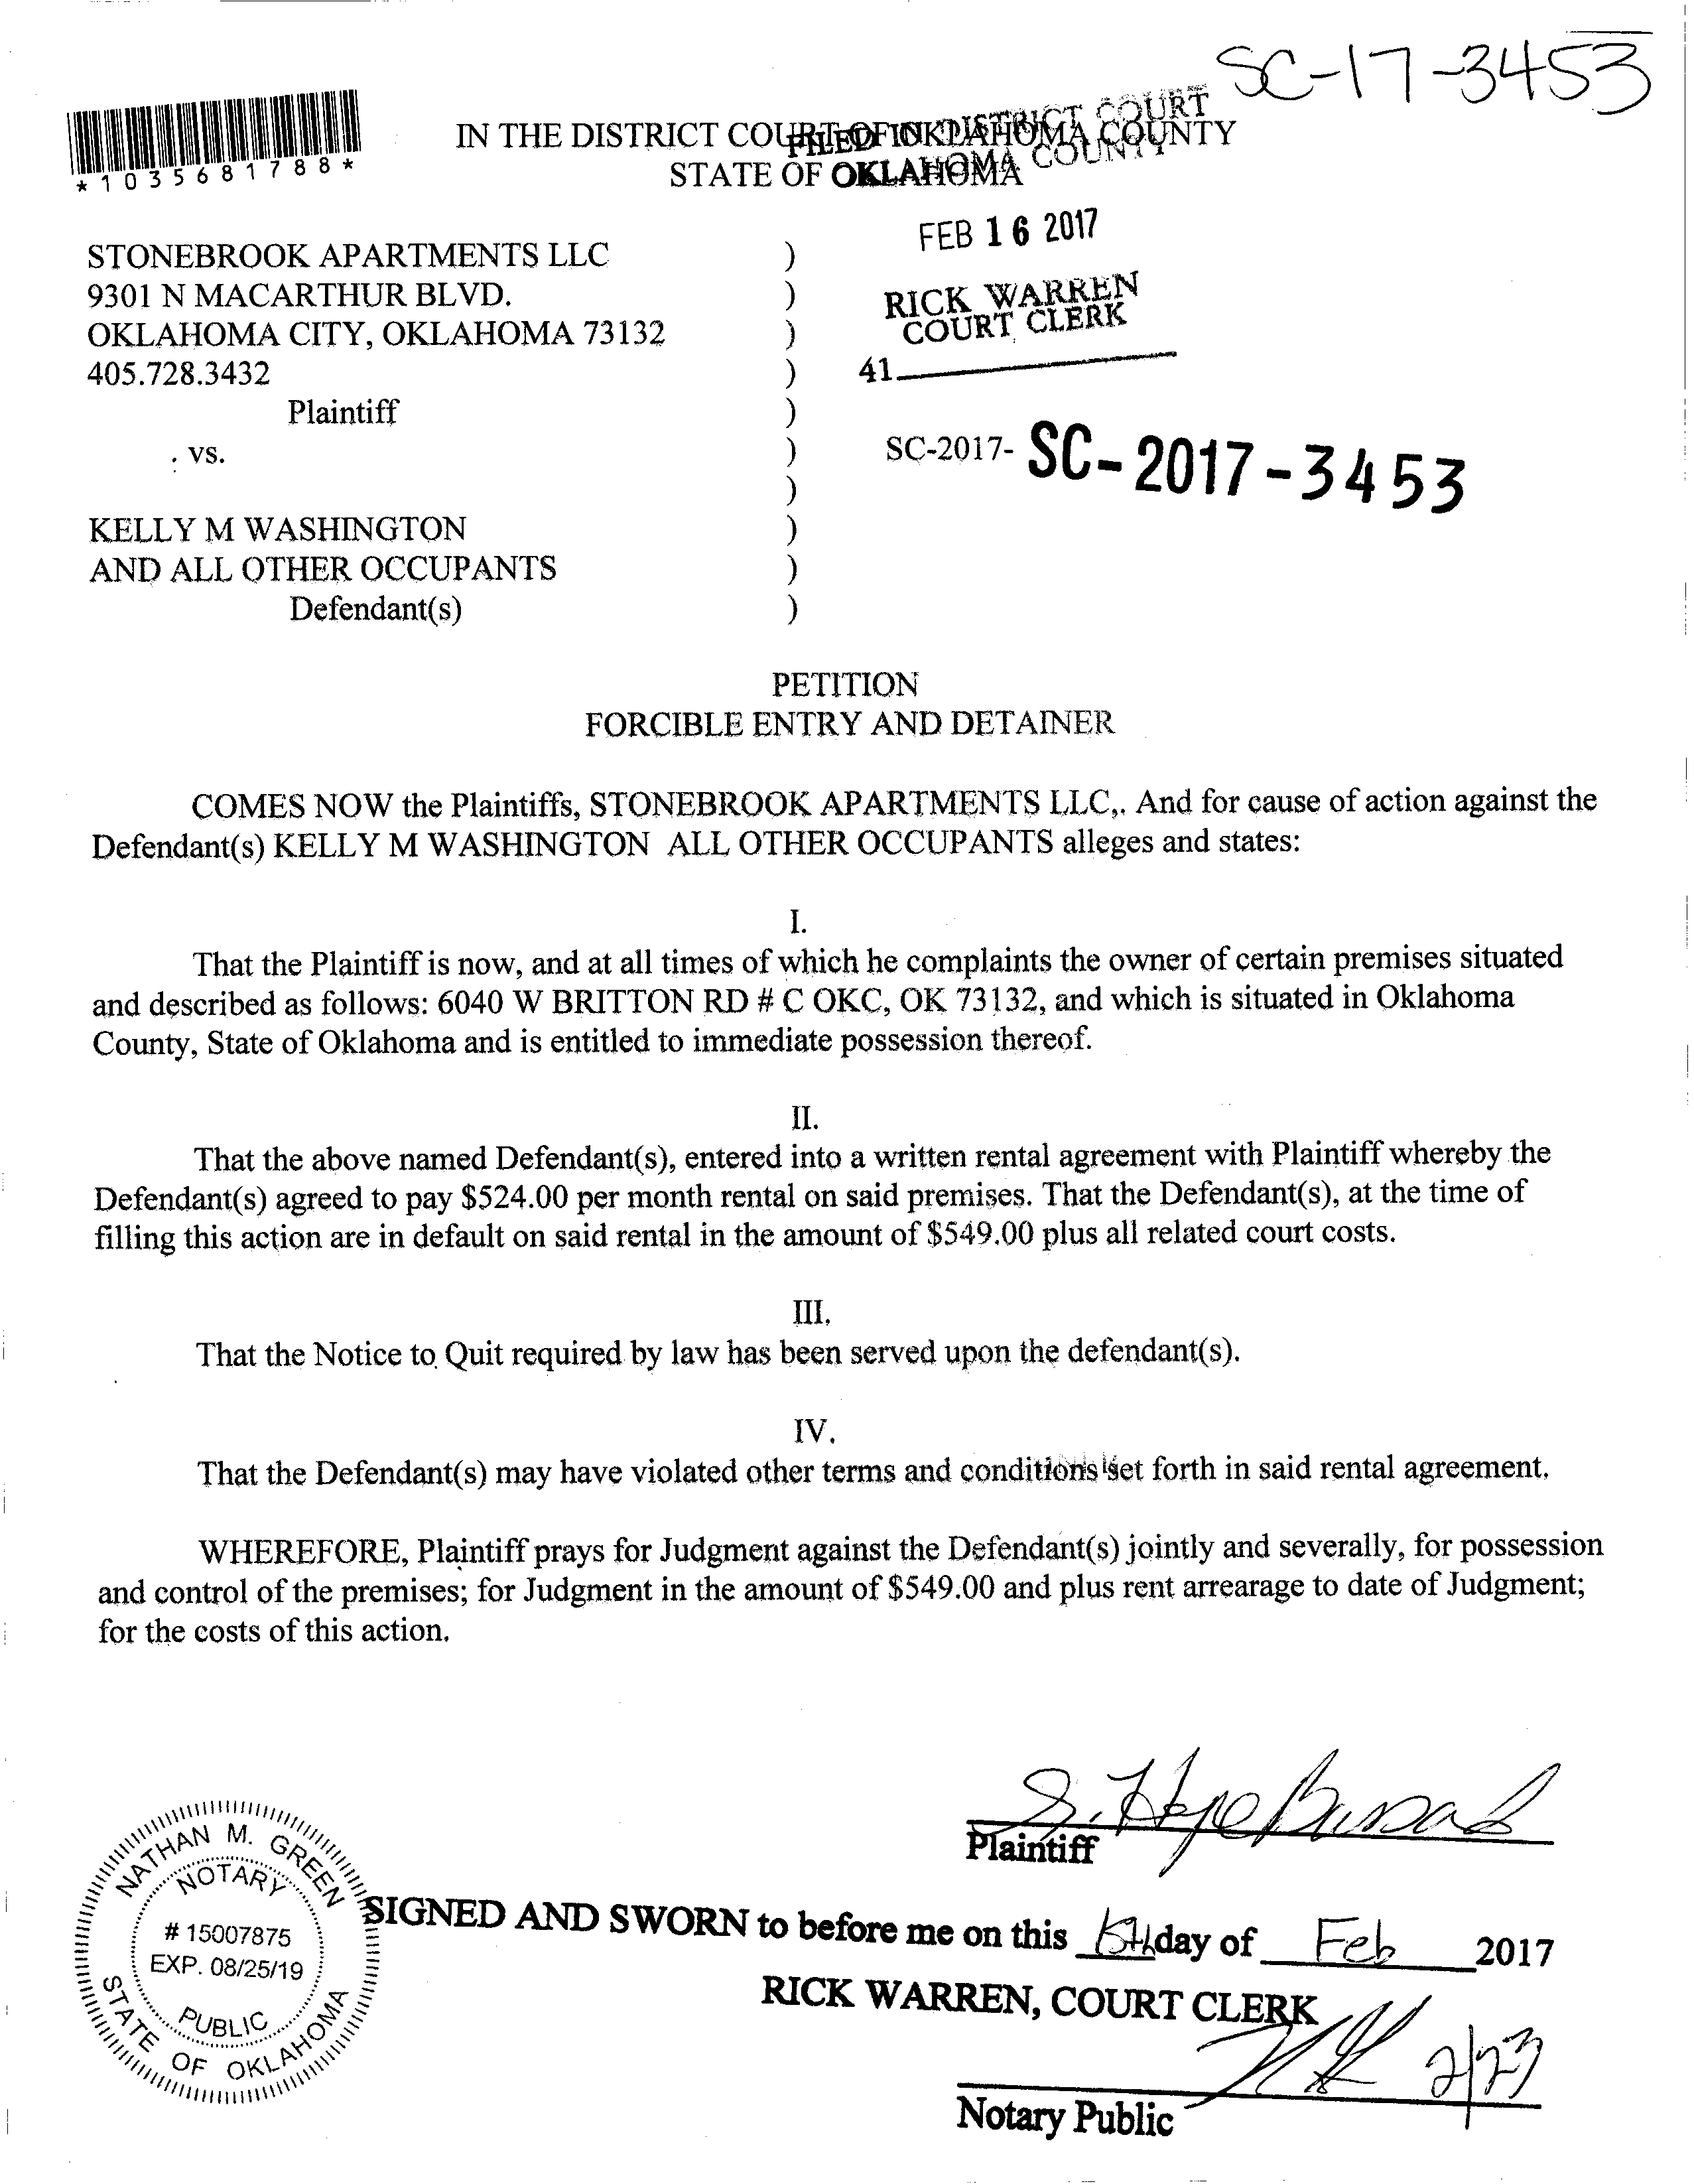 SC-17-3453
*1035681788*
IN THE DISTRICT COURT OF OKLAHOMA COUNTY
STATE OF OKLAHOMA
FILED IN DISTRICT COURT
OKLAHOMA COUNTY
FEB 16 2017
RICK WARREN
COURT CLERK
41
STONEBROOK APARTMENTS LLC )
9301 N MACARTHUR BLVD. )
OKLAHOMA CITY, OKLAHOMA 73132 )
405.728.3432 )
Plaintiff )
vs. ) SC-2017- SC-2017-3453
)
KELLY M WASHINGTON )
AND ALL OTHER OCCUPANTS )
Defendant(s) )
PETITION
FORCIBLE ENTRY AND DETAINER
COMES NOW the Plaintiffs, STONEBROOK APARTMENTS LLC,. And for cause of action against the
Defendant(s) KELLY M WASHINGTON ALL OTHER OCCUPANTS alleges and states:
I.
That the Plaintiff is now, and at all times of which he complaints the owner of certain premises situated
and described as follows: 6040 W BRITTON RD # C OKC, OK 73132, and which is situated in Oklahoma
County, State of Oklahoma and is entitled to immediate possession thereof.
II.
That the above named Defendant(s), entered into a written rental agreement with Plaintiff whereby the
Defendant(s) agreed to pay $524.00 per month rental on said premises. That the Defendant(s), at the time of
filling this action are in default on said rental in the amount of $549.00 plus all related court costs.
III.
That the Notice to Quit required by law has been served upon the defendant(s).
IV.
That the Defendant(s) may have violated other terms and conditions set forth in said rental agreement.
WHEREFORE, Plaintiff prays for Judgment against the Defendant(s) jointly and severally, for possession
and control of the premises; for Judgment in the amount of $549.00 and plus rent arrearage to date of Judgment;
for the costs of this action.
S. Hope
Plaintiff
NATHAN M. GREEN
NOTARY
# 15007875
EXP. 08/25/19
PUBLIC
STATE OF OKLAHOMA
SIGNED AND SWORN to before me on this 15th day of Feb 2017
RICK WARREN, COURT CLERK
2/23
Notary Public